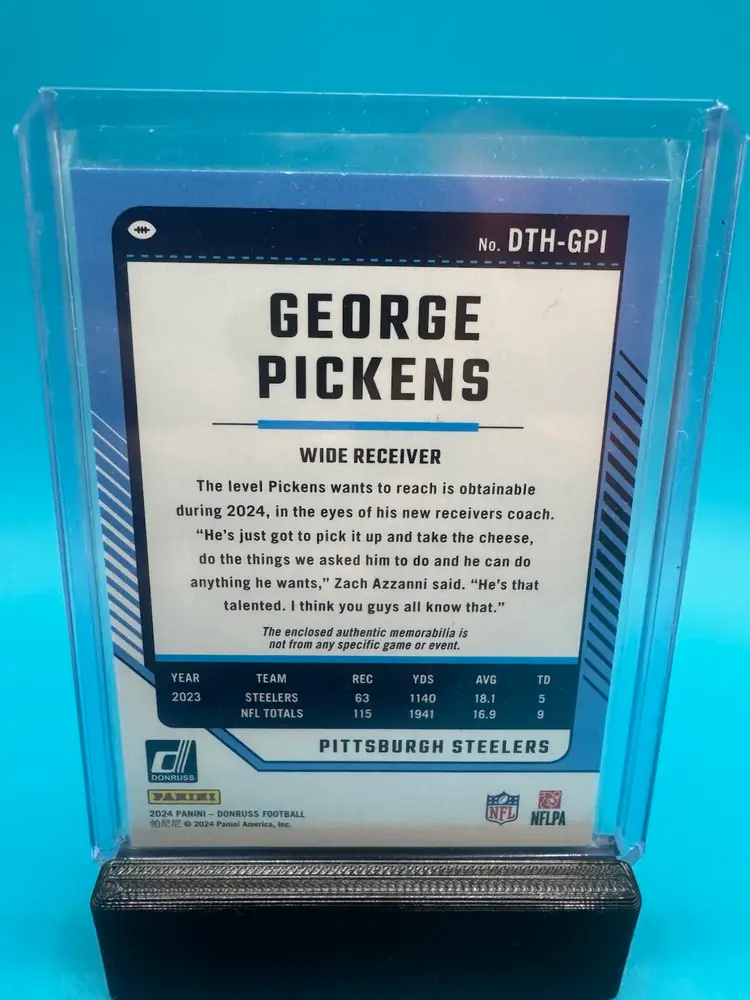 No. DTH-GPI
GEORGE
PICKENS
WIDE RECEIVER
The level Pickens wants to reach is obtainable
during 2024, in the eyes of his new receivers coach.
“He's just got to pick it up and take the cheese,
do the things we asked him to do and he can do
anything he wants,” Zach Azzanni said. “He's that
talented. I think you guys all know that.”
The enclosed authentic memorabilia is
not from any specific game or event.
YEAR TEAM REC YDS AVG TD
2023 STEELERS 63 1140 18.1 5
NFL TOTALS 115 1941 16.9 9
PITTSBURGH STEELERS
d
DONRUSS
PANINI
2024 PANINI – DONRUSS FOOTBALL
帕尼尼 © 2024 Panini America, Inc.
NFL
NFLPA